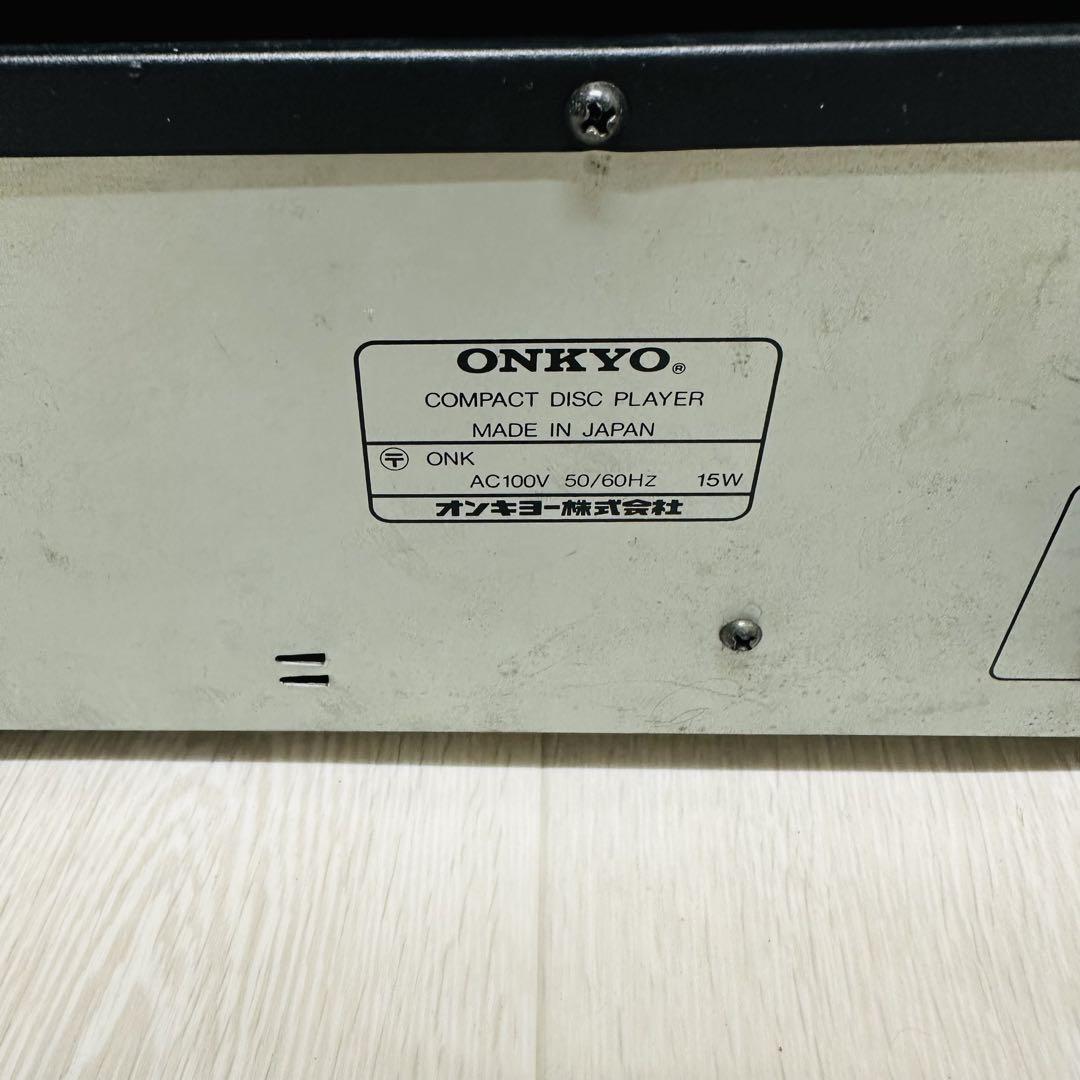 ONKYO®
COMPACT DISC PLAYER
MADE IN JAPAN
〶 ONK
AC100V 50/60Hz 15W
オンキヨー株式会社